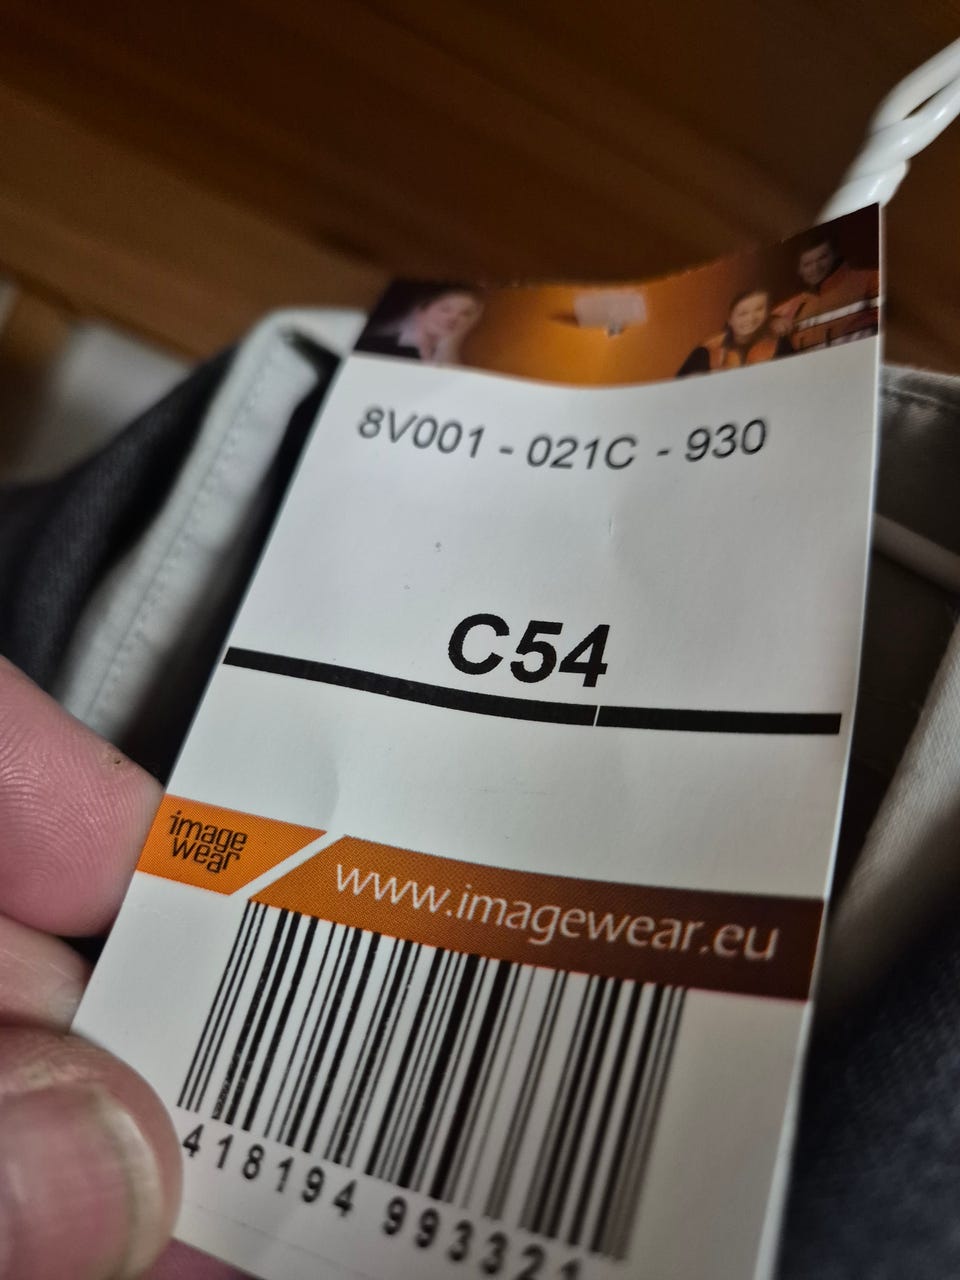 8V001 - 021C - 930
C54
image
wear
www.imagewear.eu
418194 993321